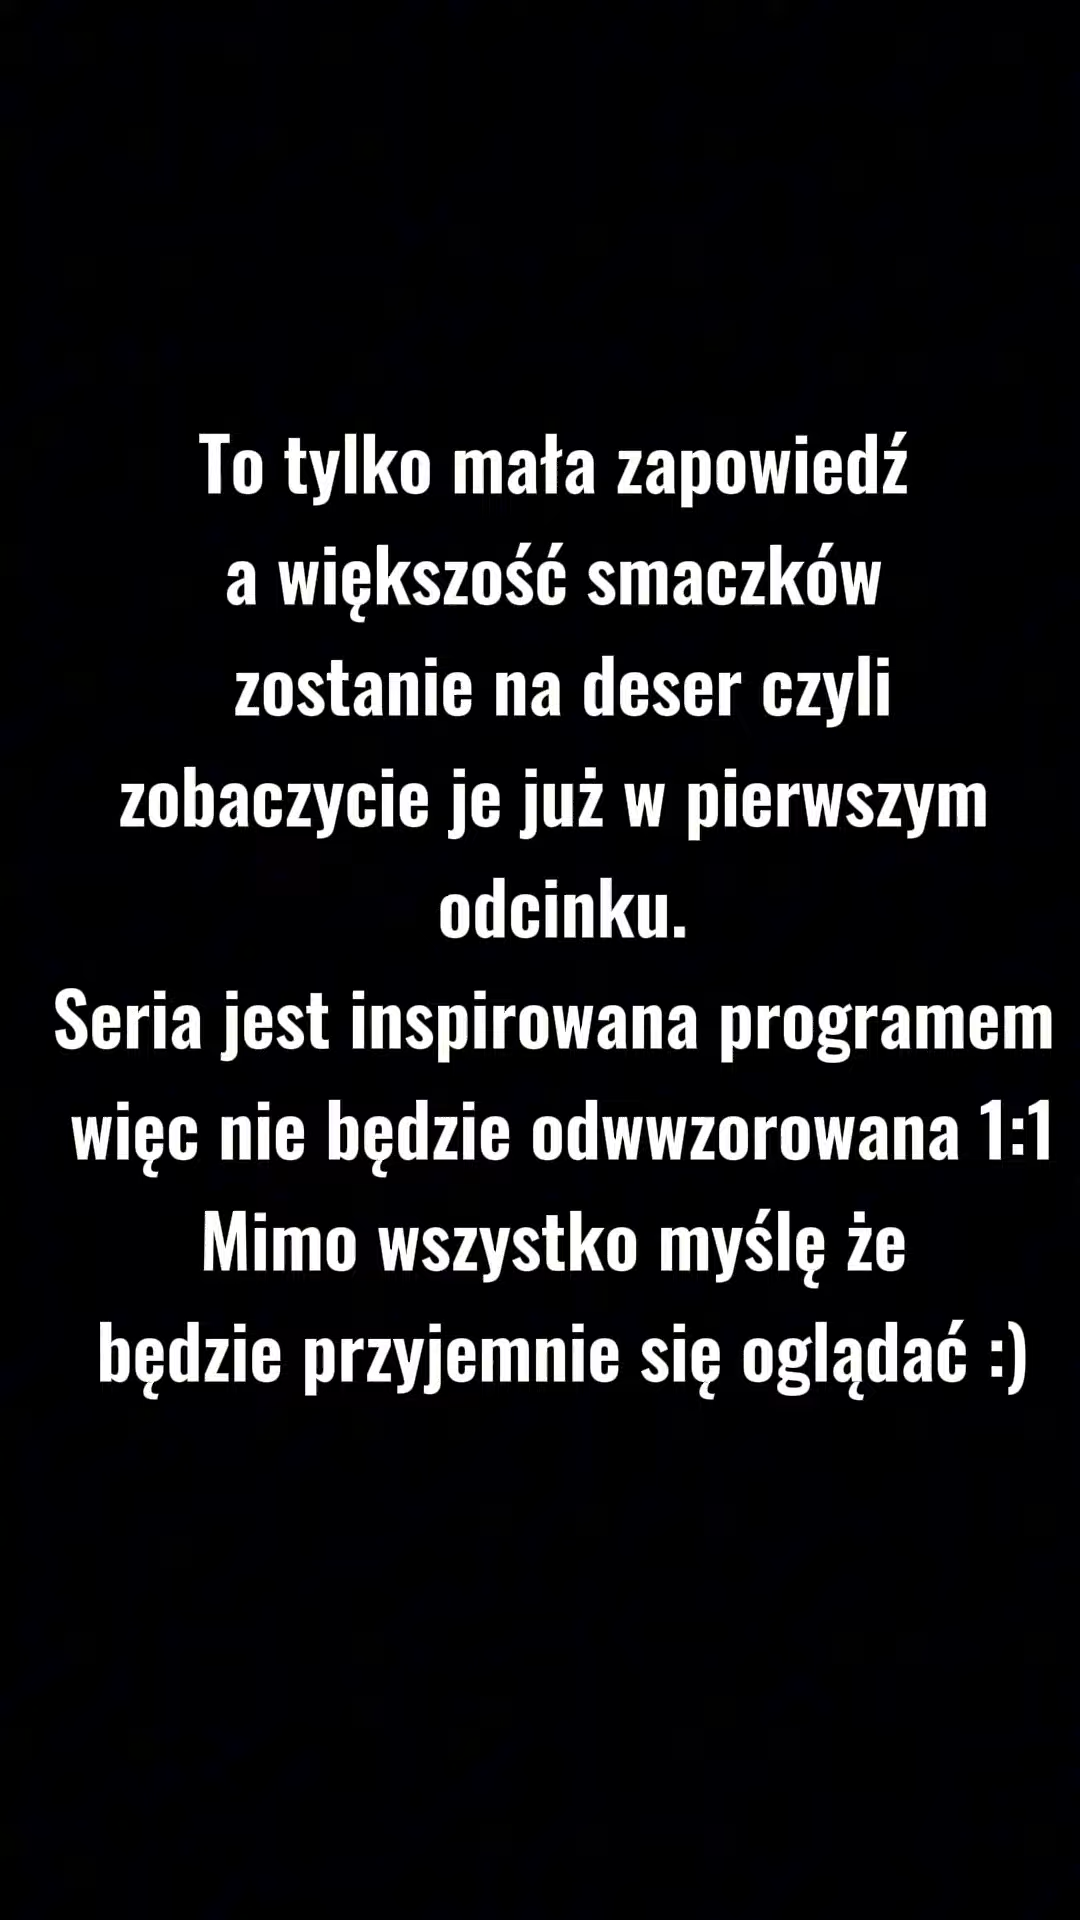 To tylko mała zapowiedź
a większość smaczków
zostanie na deser czyli
zobaczycie je już w pierwszym
odcinku.
Seria jest inspirowana programem
więc nie będzie odwwzorowana 1:1
Mimo wszystko myślę że
będzie przyjemnie się oglądać :)